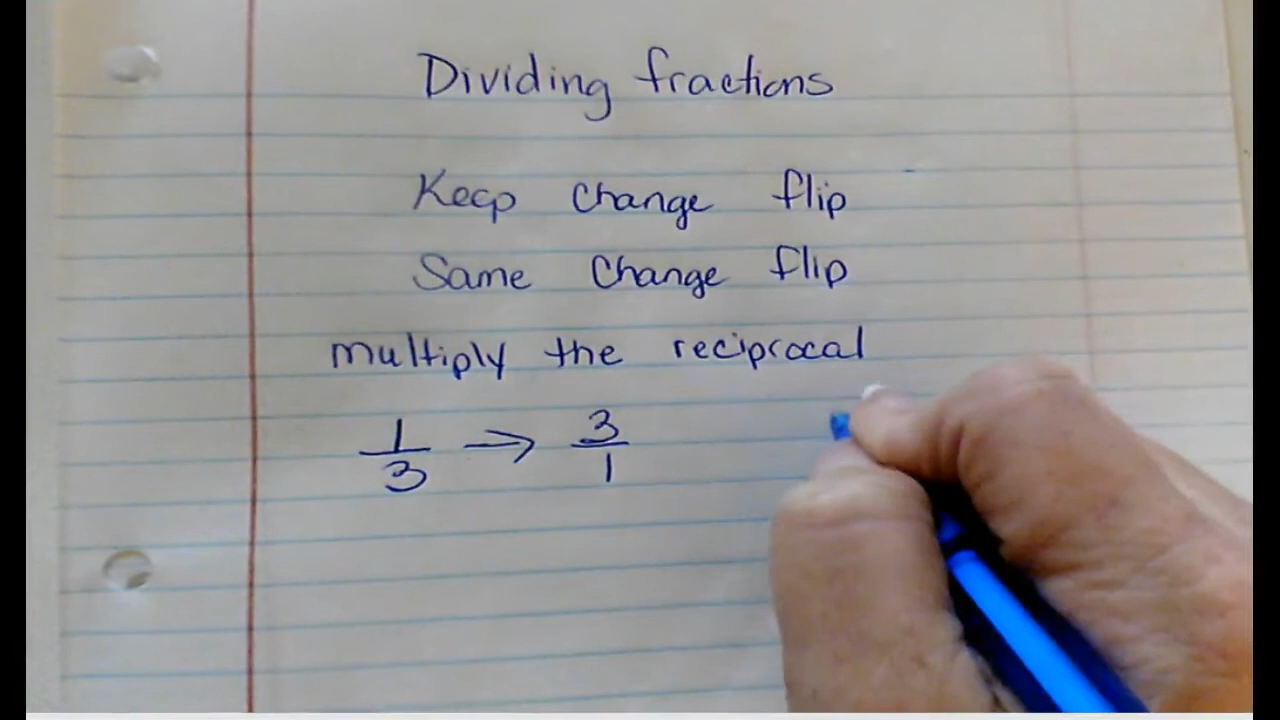 Dividing fractions
Keep change flip
Same change flip
multiply the reciprocal
1/3 → 3/1